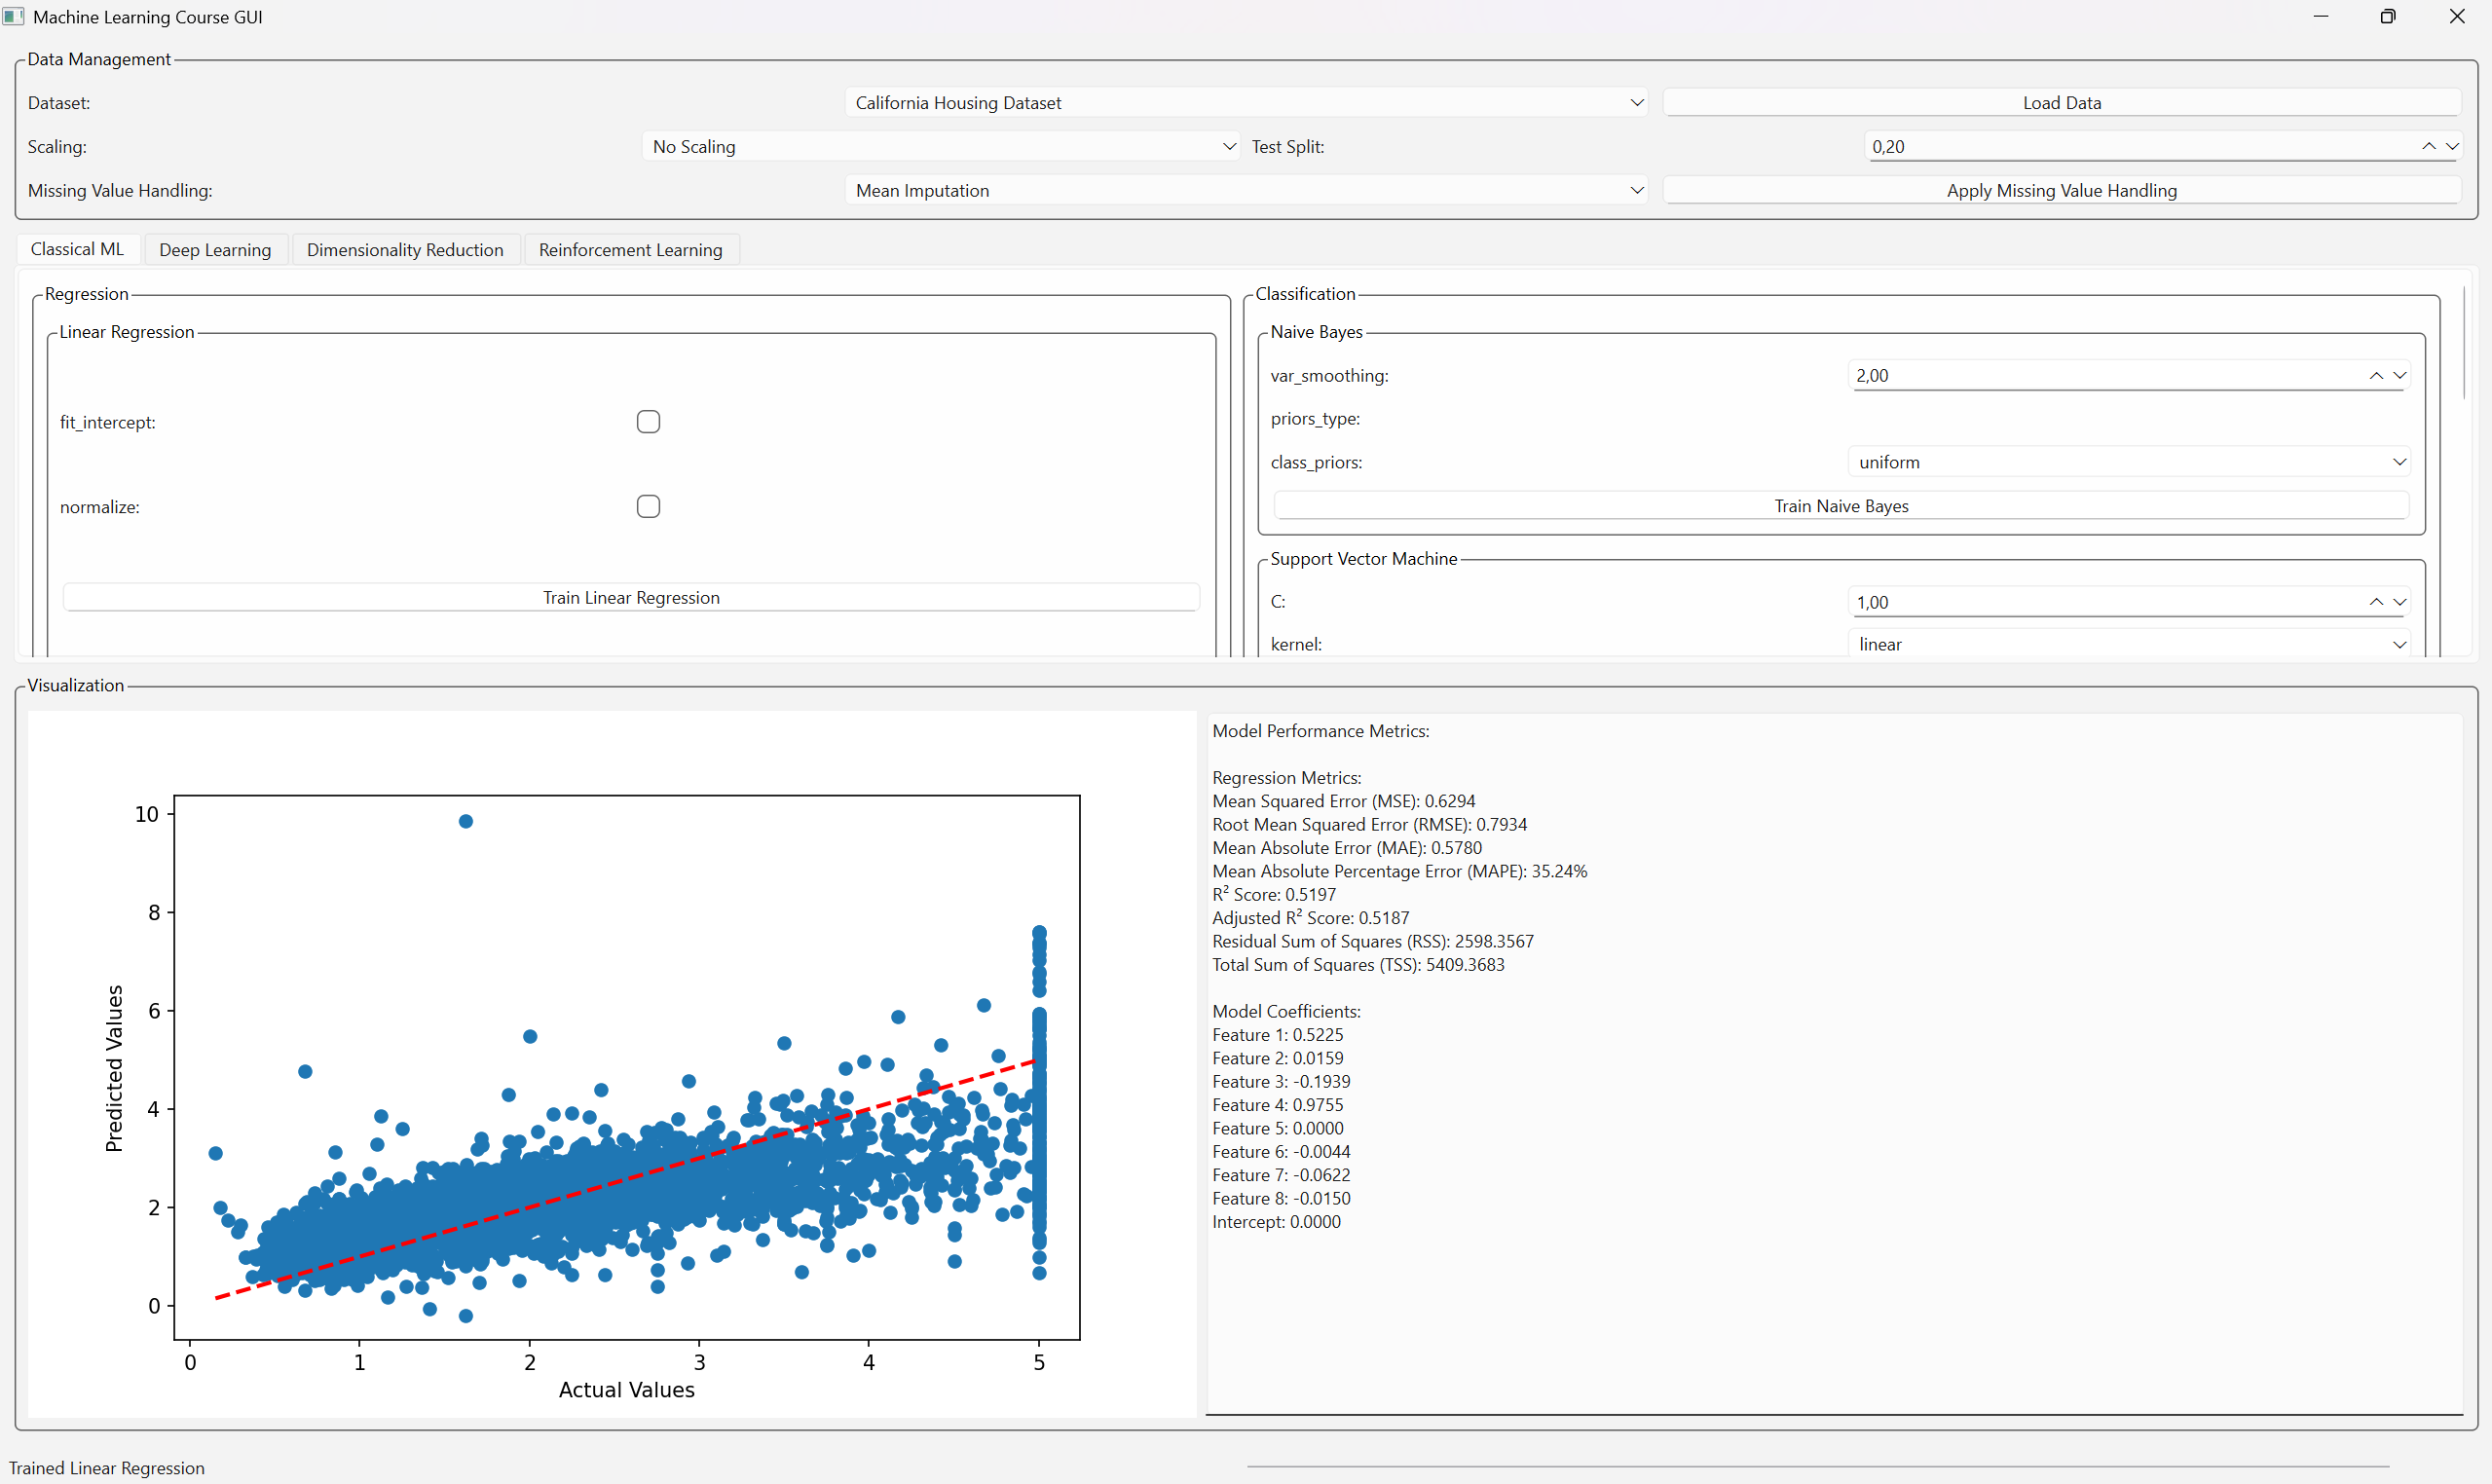 Machine Learning Course GUI
Data Management
Dataset: California Housing Dataset Load Data
Scaling: No Scaling Test Split: 0,20
Missing Value Handling: Mean Imputation Apply Missing Value Handling
Classical ML Deep Learning Dimensionality Reduction Reinforcement Learning
Regression
Linear Regression
fit_intercept:
normalize:
Train Linear Regression
Classification
Naive Bayes
var_smoothing: 2,00
priors_type:
class_priors: uniform
Train Naive Bayes
Support Vector Machine
C: 1,00
kernel: linear
Visualization
10
8
6
4
2
0
Predicted Values
0 1 2 3 4 5
Actual Values
Model Performance Metrics:
Regression Metrics:
Mean Squared Error (MSE): 0.6294
Root Mean Squared Error (RMSE): 0.7934
Mean Absolute Error (MAE): 0.5780
Mean Absolute Percentage Error (MAPE): 35.24%
R² Score: 0.5197
Adjusted R² Score: 0.5187
Residual Sum of Squares (RSS): 2598.3567
Total Sum of Squares (TSS): 5409.3683
Model Coefficients:
Feature 1: 0.5225
Feature 2: 0.0159
Feature 3: -0.1939
Feature 4: 0.9755
Feature 5: 0.0000
Feature 6: -0.0044
Feature 7: -0.0622
Feature 8: -0.0150
Intercept: 0.0000
Trained Linear Regression